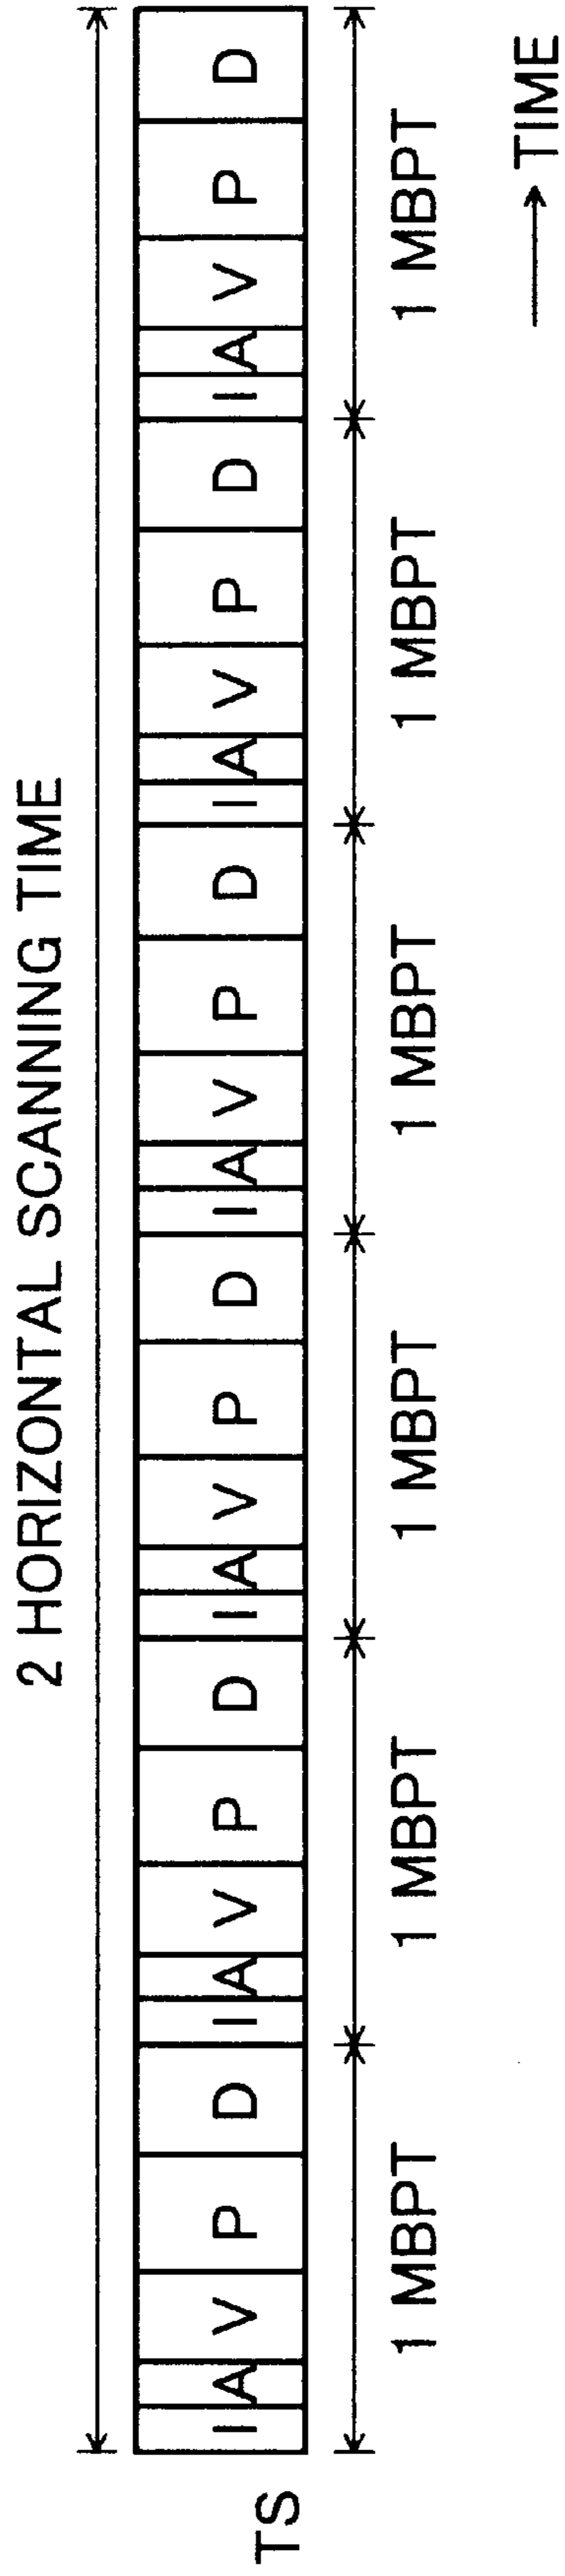 2 HORIZONTAL SCANNING TIME
TS I A V P D I A V P D I A V P D I A V P D I A V P D I A V P D
1 MBPT 1 MBPT 1 MBPT 1 MBPT 1 MBPT 1 MBPT
TIME